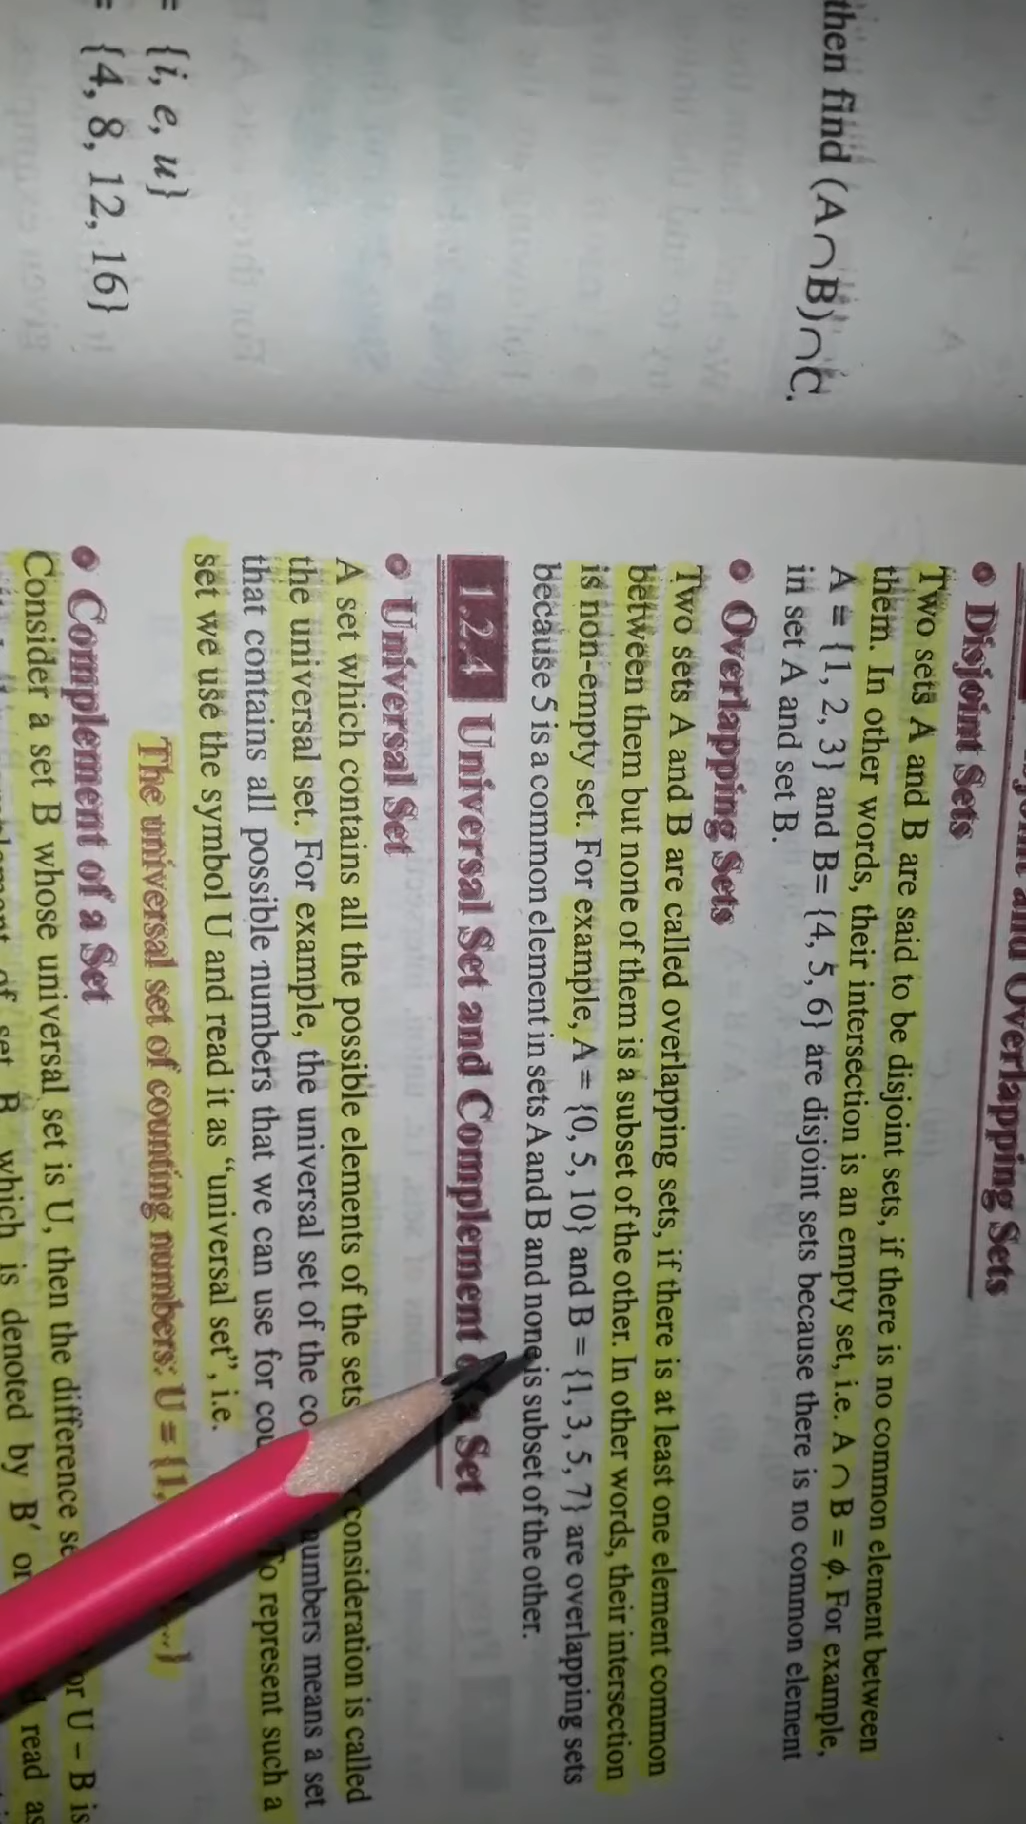 then find (A∩B)∩C.
= {i, e, u}
= {4, 8, 12, 16}
and Overlapping Sets
• Disjoint Sets
Two sets A and B are said to be disjoint sets, if there is no common element between
them. In other words, their intersection is an empty set, i.e. A ∩ B = ϕ. For example,
A = {1, 2, 3} and B= {4, 5, 6} are disjoint sets because there is no common element
in set A and set B.
• Overlapping Sets
Two sets A and B are called overlapping sets, if there is at least one element common
between them but none of them is a subset of the other. In other words, their intersection
is non-empty set. For example, A = {0, 5, 10} and B = {1, 3, 5, 7} are overlapping sets
because 5 is a common element in sets A and B and none is subset of the other.
1.2.4 Universal Set and Complement a Set
• Universal Set
A set which contains all the possible elements of the sets consideration is called
the universal set. For example, the universal set of the numbers means a set
that contains all possible numbers that we can use for To represent such a
set we use the symbol U and read it as “universal set”, i.e.
The universal set of counting numbers: U = {1, ...}
• Complement of a Set
Consider a set B whose universal set is U, then the difference or U – B is
of set B which is denoted by B′ or read as